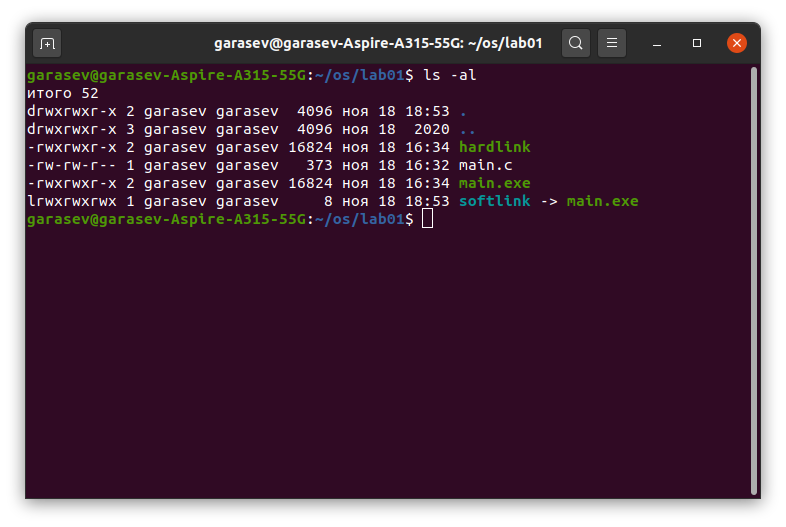 garasev@garasev-Aspire-A315-55G: ~/os/lab01
garasev@garasev-Aspire-A315-55G:~/os/lab01$ ls -al
итого 52
drwxrwxr-x 2 garasev garasev  4096 ноя 18 18:53 .
drwxrwxr-x 3 garasev garasev  4096 ноя 18  2020 ..
-rwxrwxr-x 2 garasev garasev 16824 ноя 18 16:34 hardlink
-rw-rw-r-- 1 garasev garasev   373 ноя 18 16:32 main.c
-rwxrwxr-x 2 garasev garasev 16824 ноя 18 16:34 main.exe
lrwxrwxrwx 1 garasev garasev     8 ноя 18 18:53 softlink -> main.exe
garasev@garasev-Aspire-A315-55G:~/os/lab01$